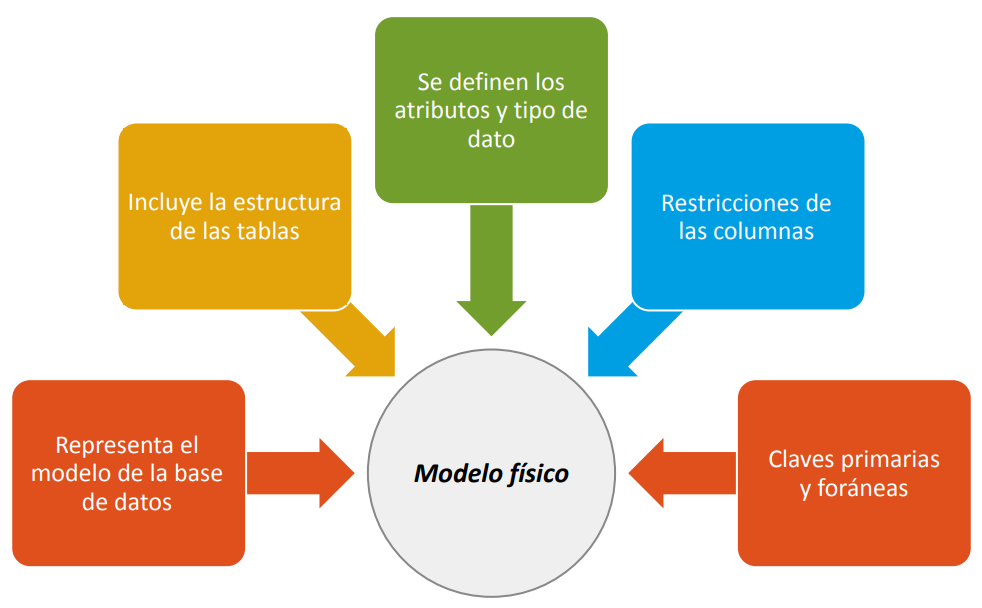 Se definen los
atributos y tipo de
dato
Incluye la estructura
de las tablas
Restricciones de
las columnas
Representa el
modelo de la base
de datos
Modelo físico
Claves primarias
y foráneas